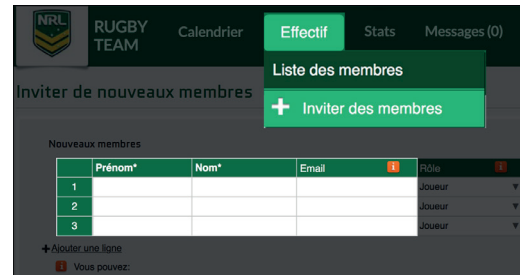 NRL
RUGBY TEAM Calendrier Effectif Stats Messages (0)
Liste des membres
+ Inviter des membres
Inviter de nouveaux membres
Nouveaux membres
Prénom* Nom* Email i Rôle i
1 Joueur
2 Joueur
3 Joueur
+ Ajouter une ligne
i Vous pouvez: